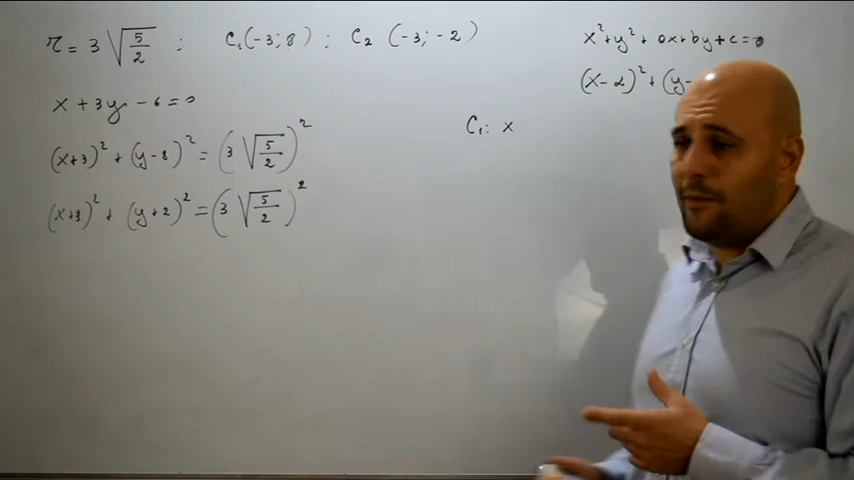 r = 3 √(5/2) ; C₁(-3;8) ; C₂ (-3;-2)
x + 3y - 6 = 0
(x+3)² + (y-8)² = (3 √(5/2))²
(x+3)² + (y+2)² = (3 √(5/2))²
x² + y² + ax + by + c = 0
(x-α)² + (y-
C₁: x